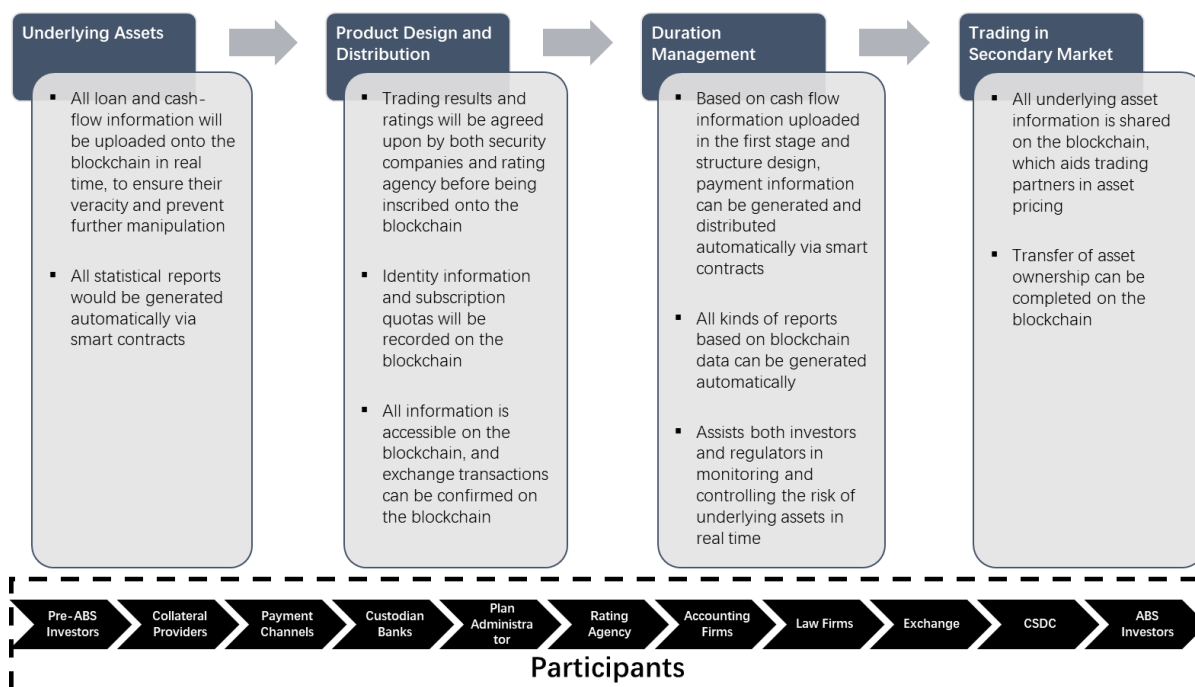 Underlying Assets
All loan and cash-
flow information will
be uploaded onto the
blockchain in real
time, to ensure their
veracity and prevent
further manipulation
All statistical reports
would be generated
automatically via
smart contracts
Product Design and
Distribution
Trading results and
ratings will be agreed
upon by both security
companies and rating
agency before being
inscribed onto the
blockchain
Identity information
and subscription
quotas will be
recorded on the
blockchain
All information is
accessible on the
blockchain, and
exchange transactions
can be confirmed on
the blockchain
Duration
Management
Based on cash flow
information uploaded
in the first stage and
structure design,
payment information
can be generated and
distributed
automatically via smart
contracts
All kinds of reports
based on blockchain
data can be generated
automatically
Assists both investors
and regulators in
monitoring and
controlling the risk of
underlying assets in
real time
Trading in
Secondary Market
All underlying asset
information is shared
on the blockchain,
which aids trading
partners in asset
pricing
Transfer of asset
ownership can be
completed on the
blockchain
Pre-ABS
Investors
Collateral
Providers
Payment
Channels
Custodian
Banks
Plan
Administra
tor
Rating
Agency
Accounting
Firms
Law Firms
Exchange
CSDC
ABS
Investors
Participants